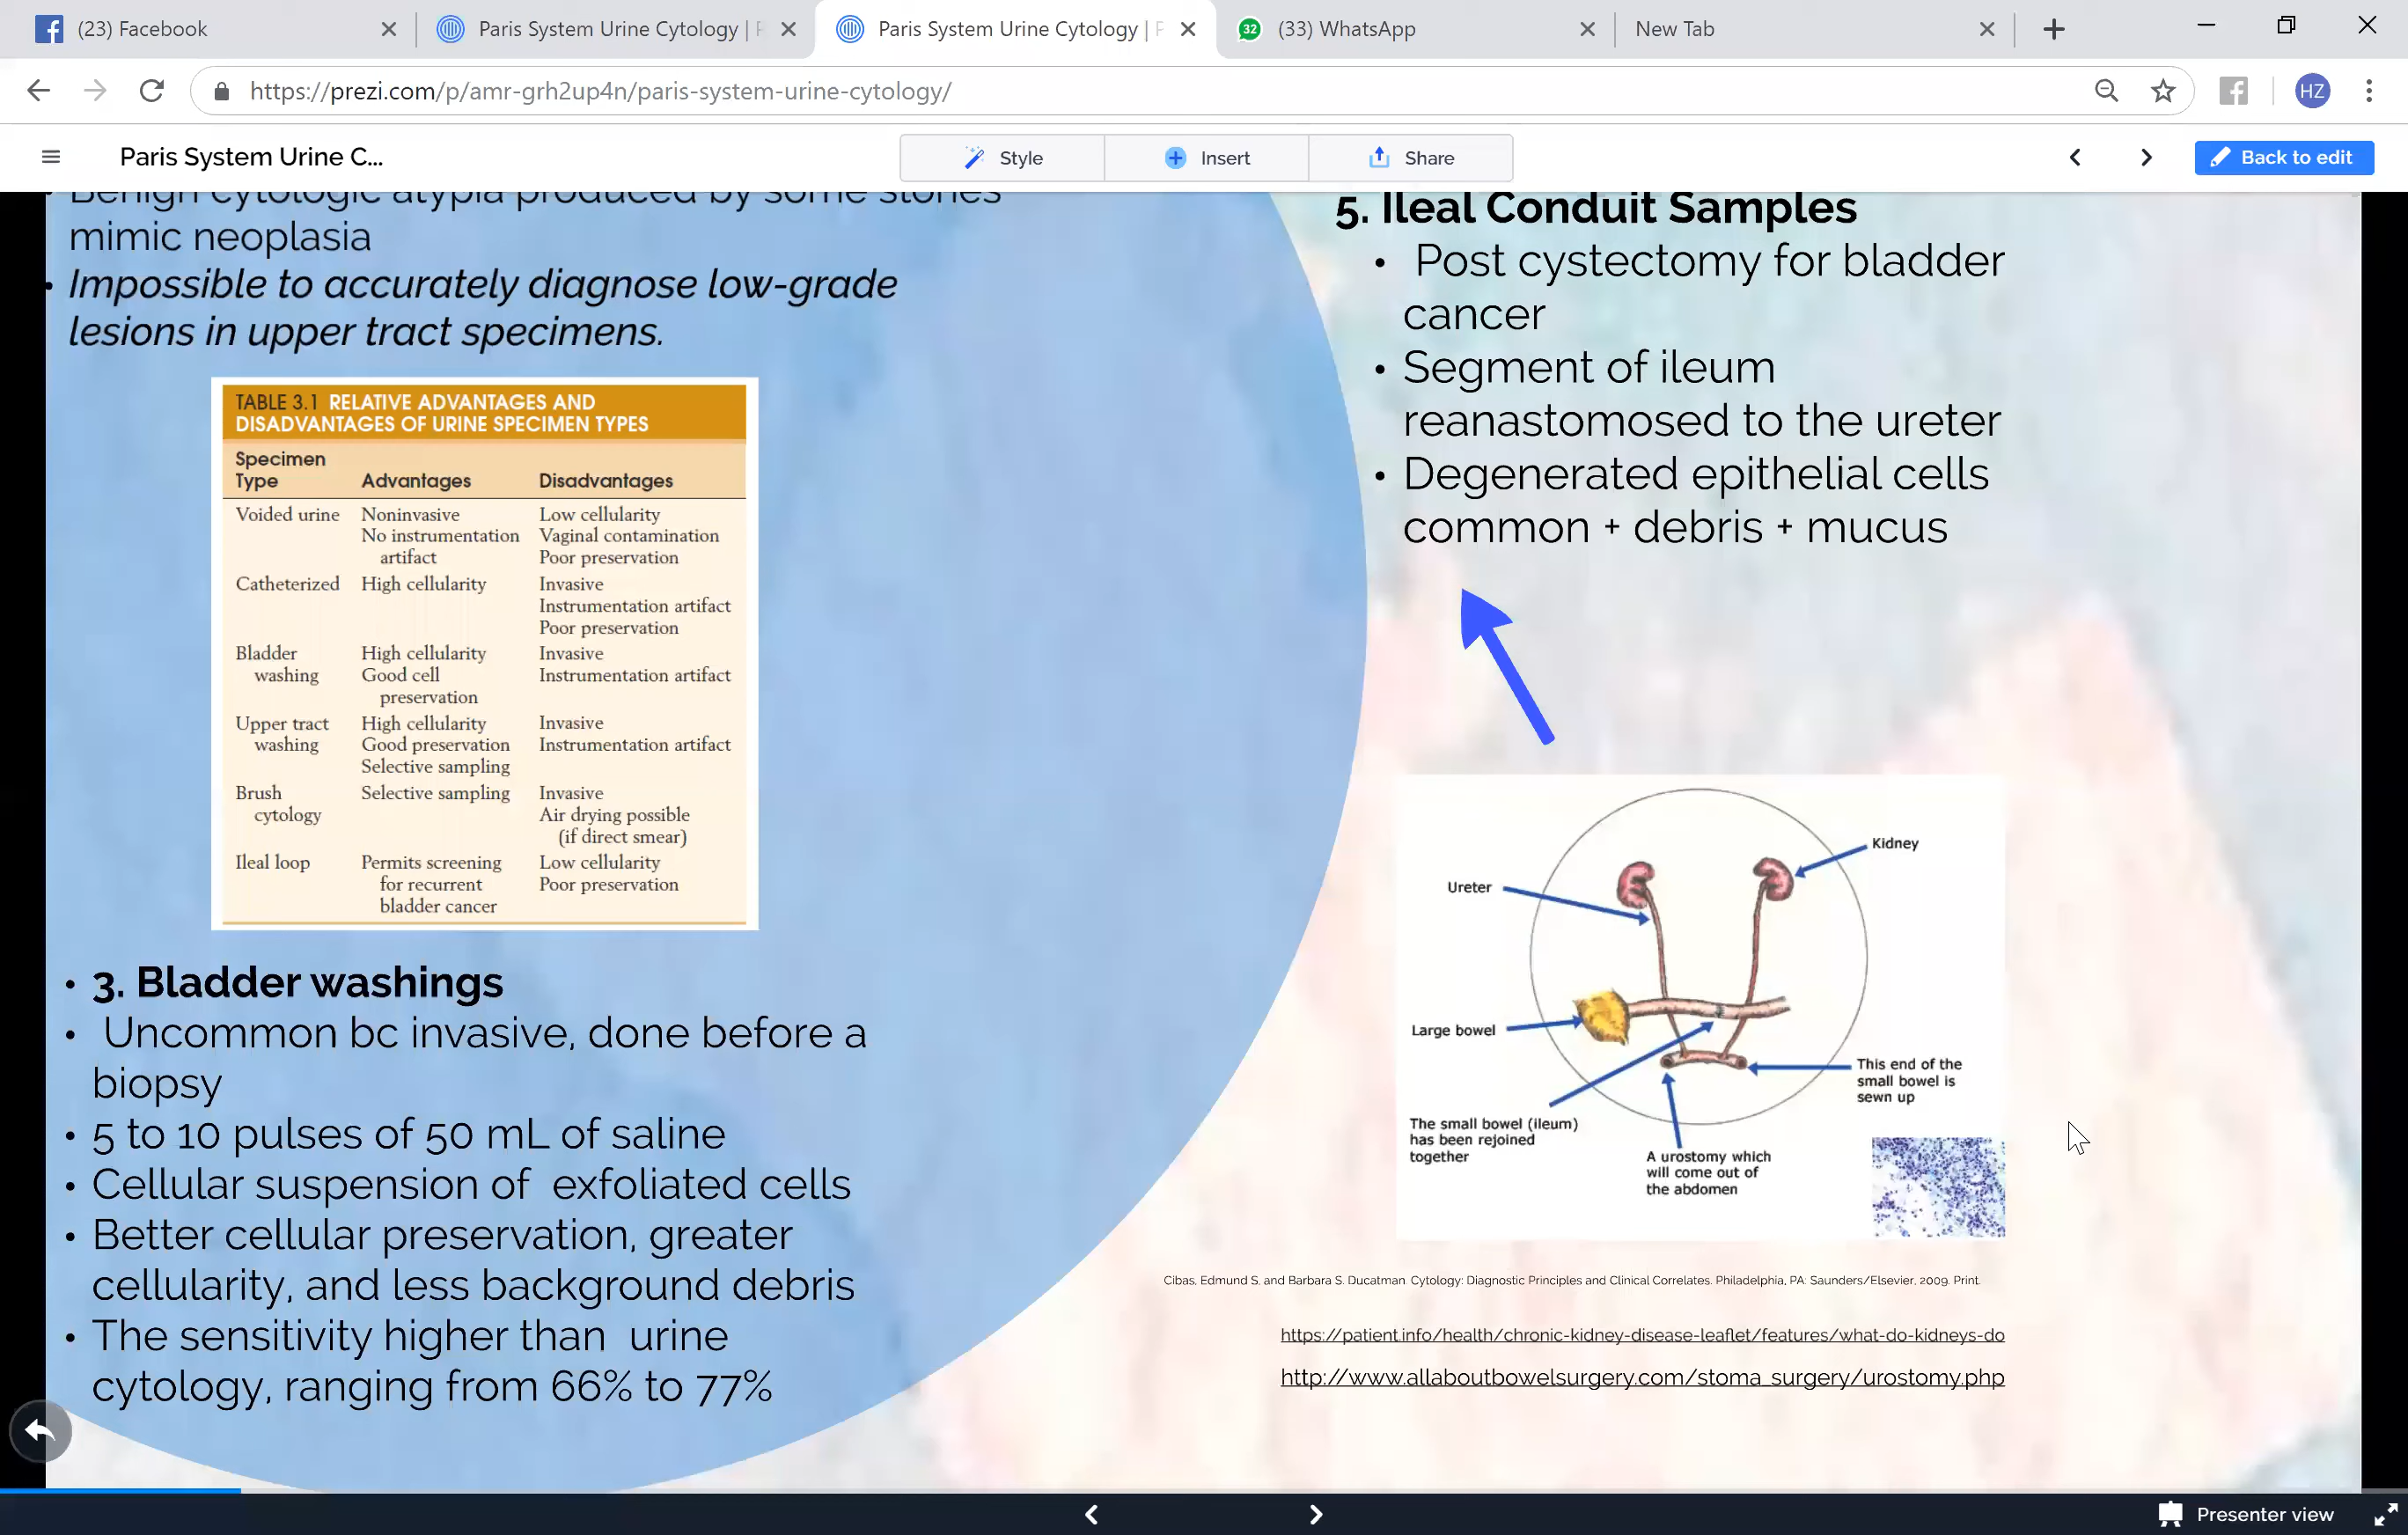 (23) Facebook
Paris System Urine Cytology | P
Paris System Urine Cytology | P
32
(33) WhatsApp
New Tab
https://prezi.com/p/amr-grh2up4n/paris-system-urine-cytology/
HZ
Paris System Urine C...
Style
Insert
Share
Back to edit
• Benign cytologic atypia produced by some stones
mimic neoplasia
• Impossible to accurately diagnose low-grade
lesions in upper tract specimens.
TABLE 3.1 RELATIVE ADVANTAGES AND
DISADVANTAGES OF URINE SPECIMEN TYPES
Specimen
Type Advantages Disadvantages
Voided urine Noninvasive Low cellularity
No instrumentation Vaginal contamination
artifact Poor preservation
Catheterized High cellularity Invasive
Instrumentation artifact
Poor preservation
Bladder High cellularity Invasive
washing Good cell Instrumentation artifact
preservation
Upper tract High cellularity Invasive
washing Good preservation Instrumentation artifact
Selective sampling
Brush Selective sampling Invasive
cytology Air drying possible
(if direct smear)
Ileal loop Permits screening Low cellularity
for recurrent Poor preservation
bladder cancer
• 3. Bladder washings
• Uncommon bc invasive, done before a
biopsy
• 5 to 10 pulses of 50 mL of saline
• Cellular suspension of exfoliated cells
• Better cellular preservation, greater
cellularity, and less background debris
• The sensitivity higher than urine
cytology, ranging from 66% to 77%
5. Ileal Conduit Samples
• Post cystectomy for bladder
cancer
• Segment of ileum
reanastomosed to the ureter
• Degenerated epithelial cells
common + debris + mucus
Kidney
Ureter
Large bowel
This end of the
small bowel is
sewn up
The small bowel (ileum)
has been rejoined
together
A urostomy which
will come out of
the abdomen
Cibas, Edmund S. and Barbara S. Ducatman. Cytology: Diagnostic Principles and Clinical Correlates. Philadelphia, PA: Saunders/Elsevier, 2009. Print.
https://patient.info/health/chronic-kidney-disease-leaflet/features/what-do-kidneys-do
http://www.allaboutbowelsurgery.com/stoma_surgery/urostomy.php
Presenter view